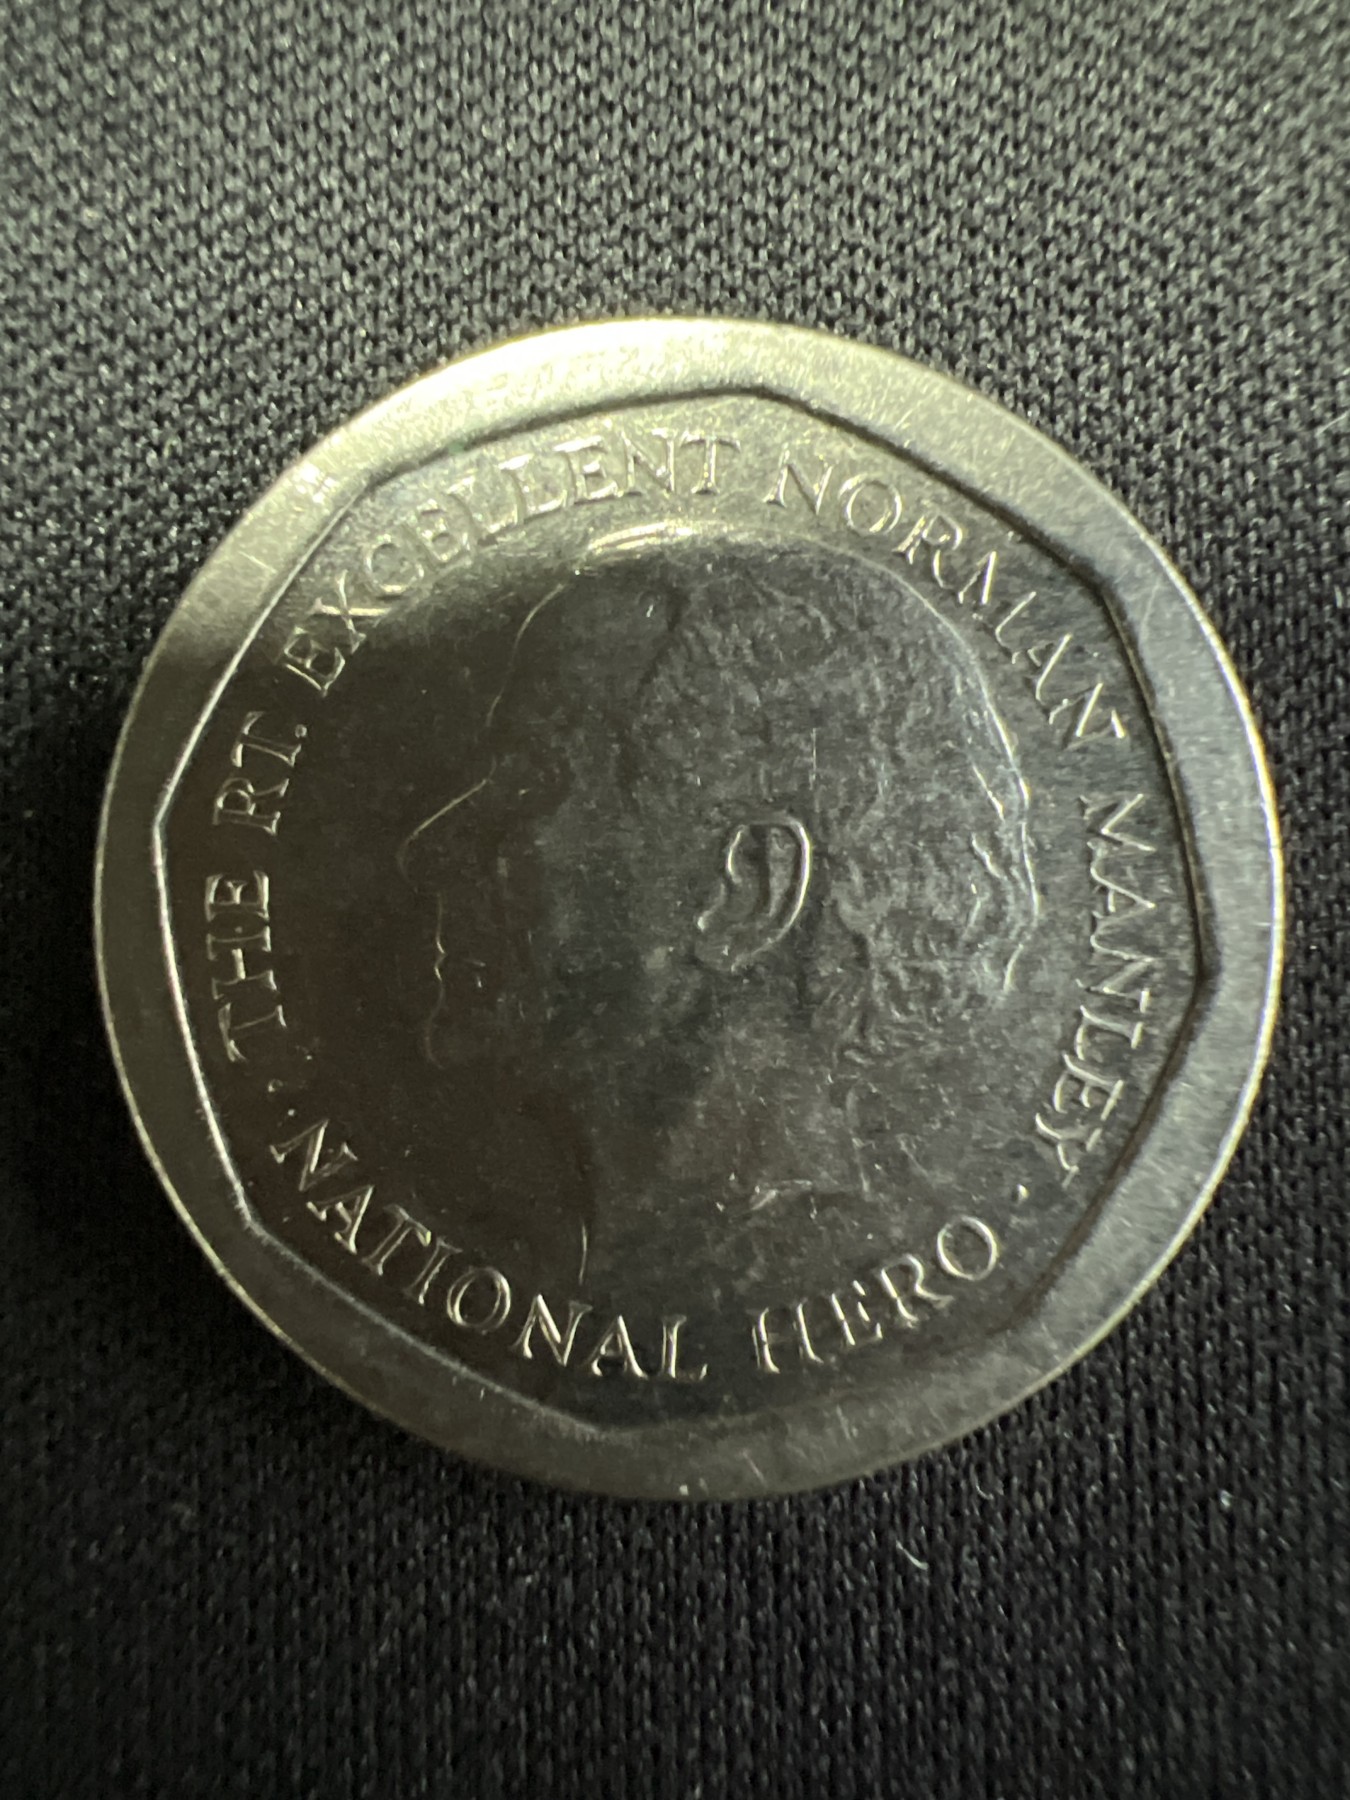 THE RT. EXCELLENT NORMAN MANLEY
· NATIONAL HERO ·